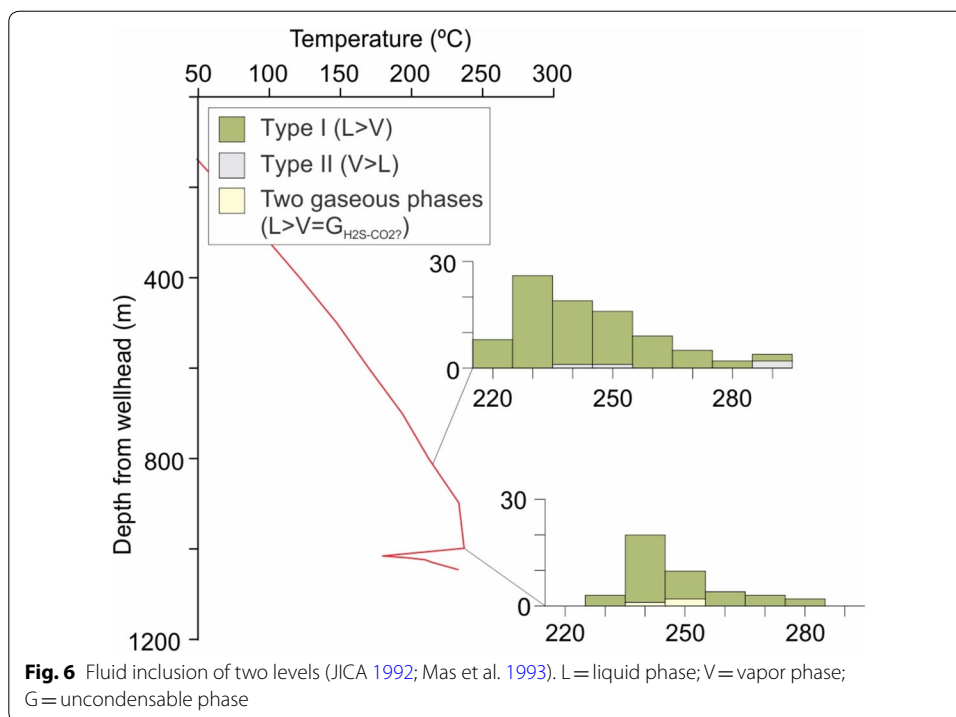 Temperature (ºC)
50 100 150 200 250 300
Type I (L>V)
Type II (V>L)
Two gaseous phases
(L>V=G H2S-CO2?)
Depth from wellhead (m)
400
800
1200
30
0
220 250 280
30
0
220 250 280
Fig. 6 Fluid inclusion of two levels (JICA 1992; Mas et al. 1993). L = liquid phase; V = vapor phase;
G = uncondensable phase